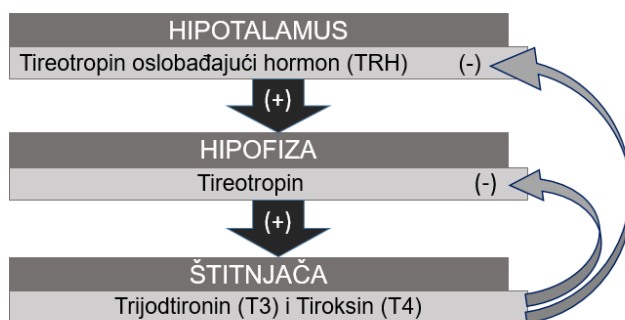 HIPOTALAMUS
Tireotropin oslobađajući hormon (TRH) (-)
(+)
HIPOFIZA
Tireotropin (-)
(+)
ŠTITNJAČA
Trijodtironin (T3) i Tiroksin (T4)